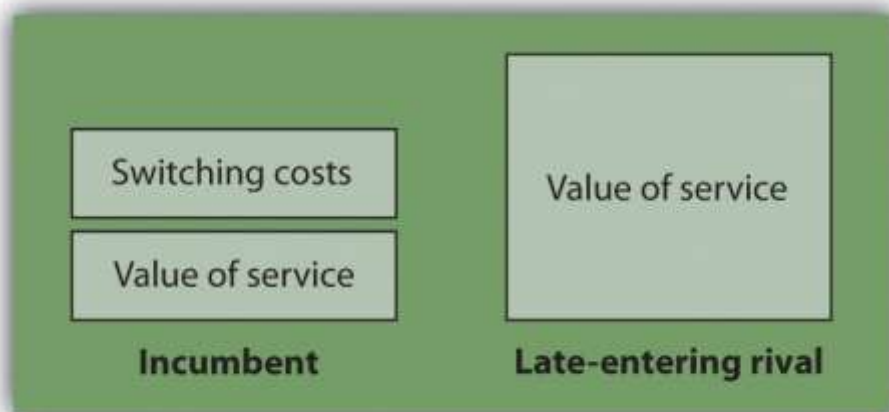 Switching costs
Value of service
Incumbent
Value of service
Late-entering rival